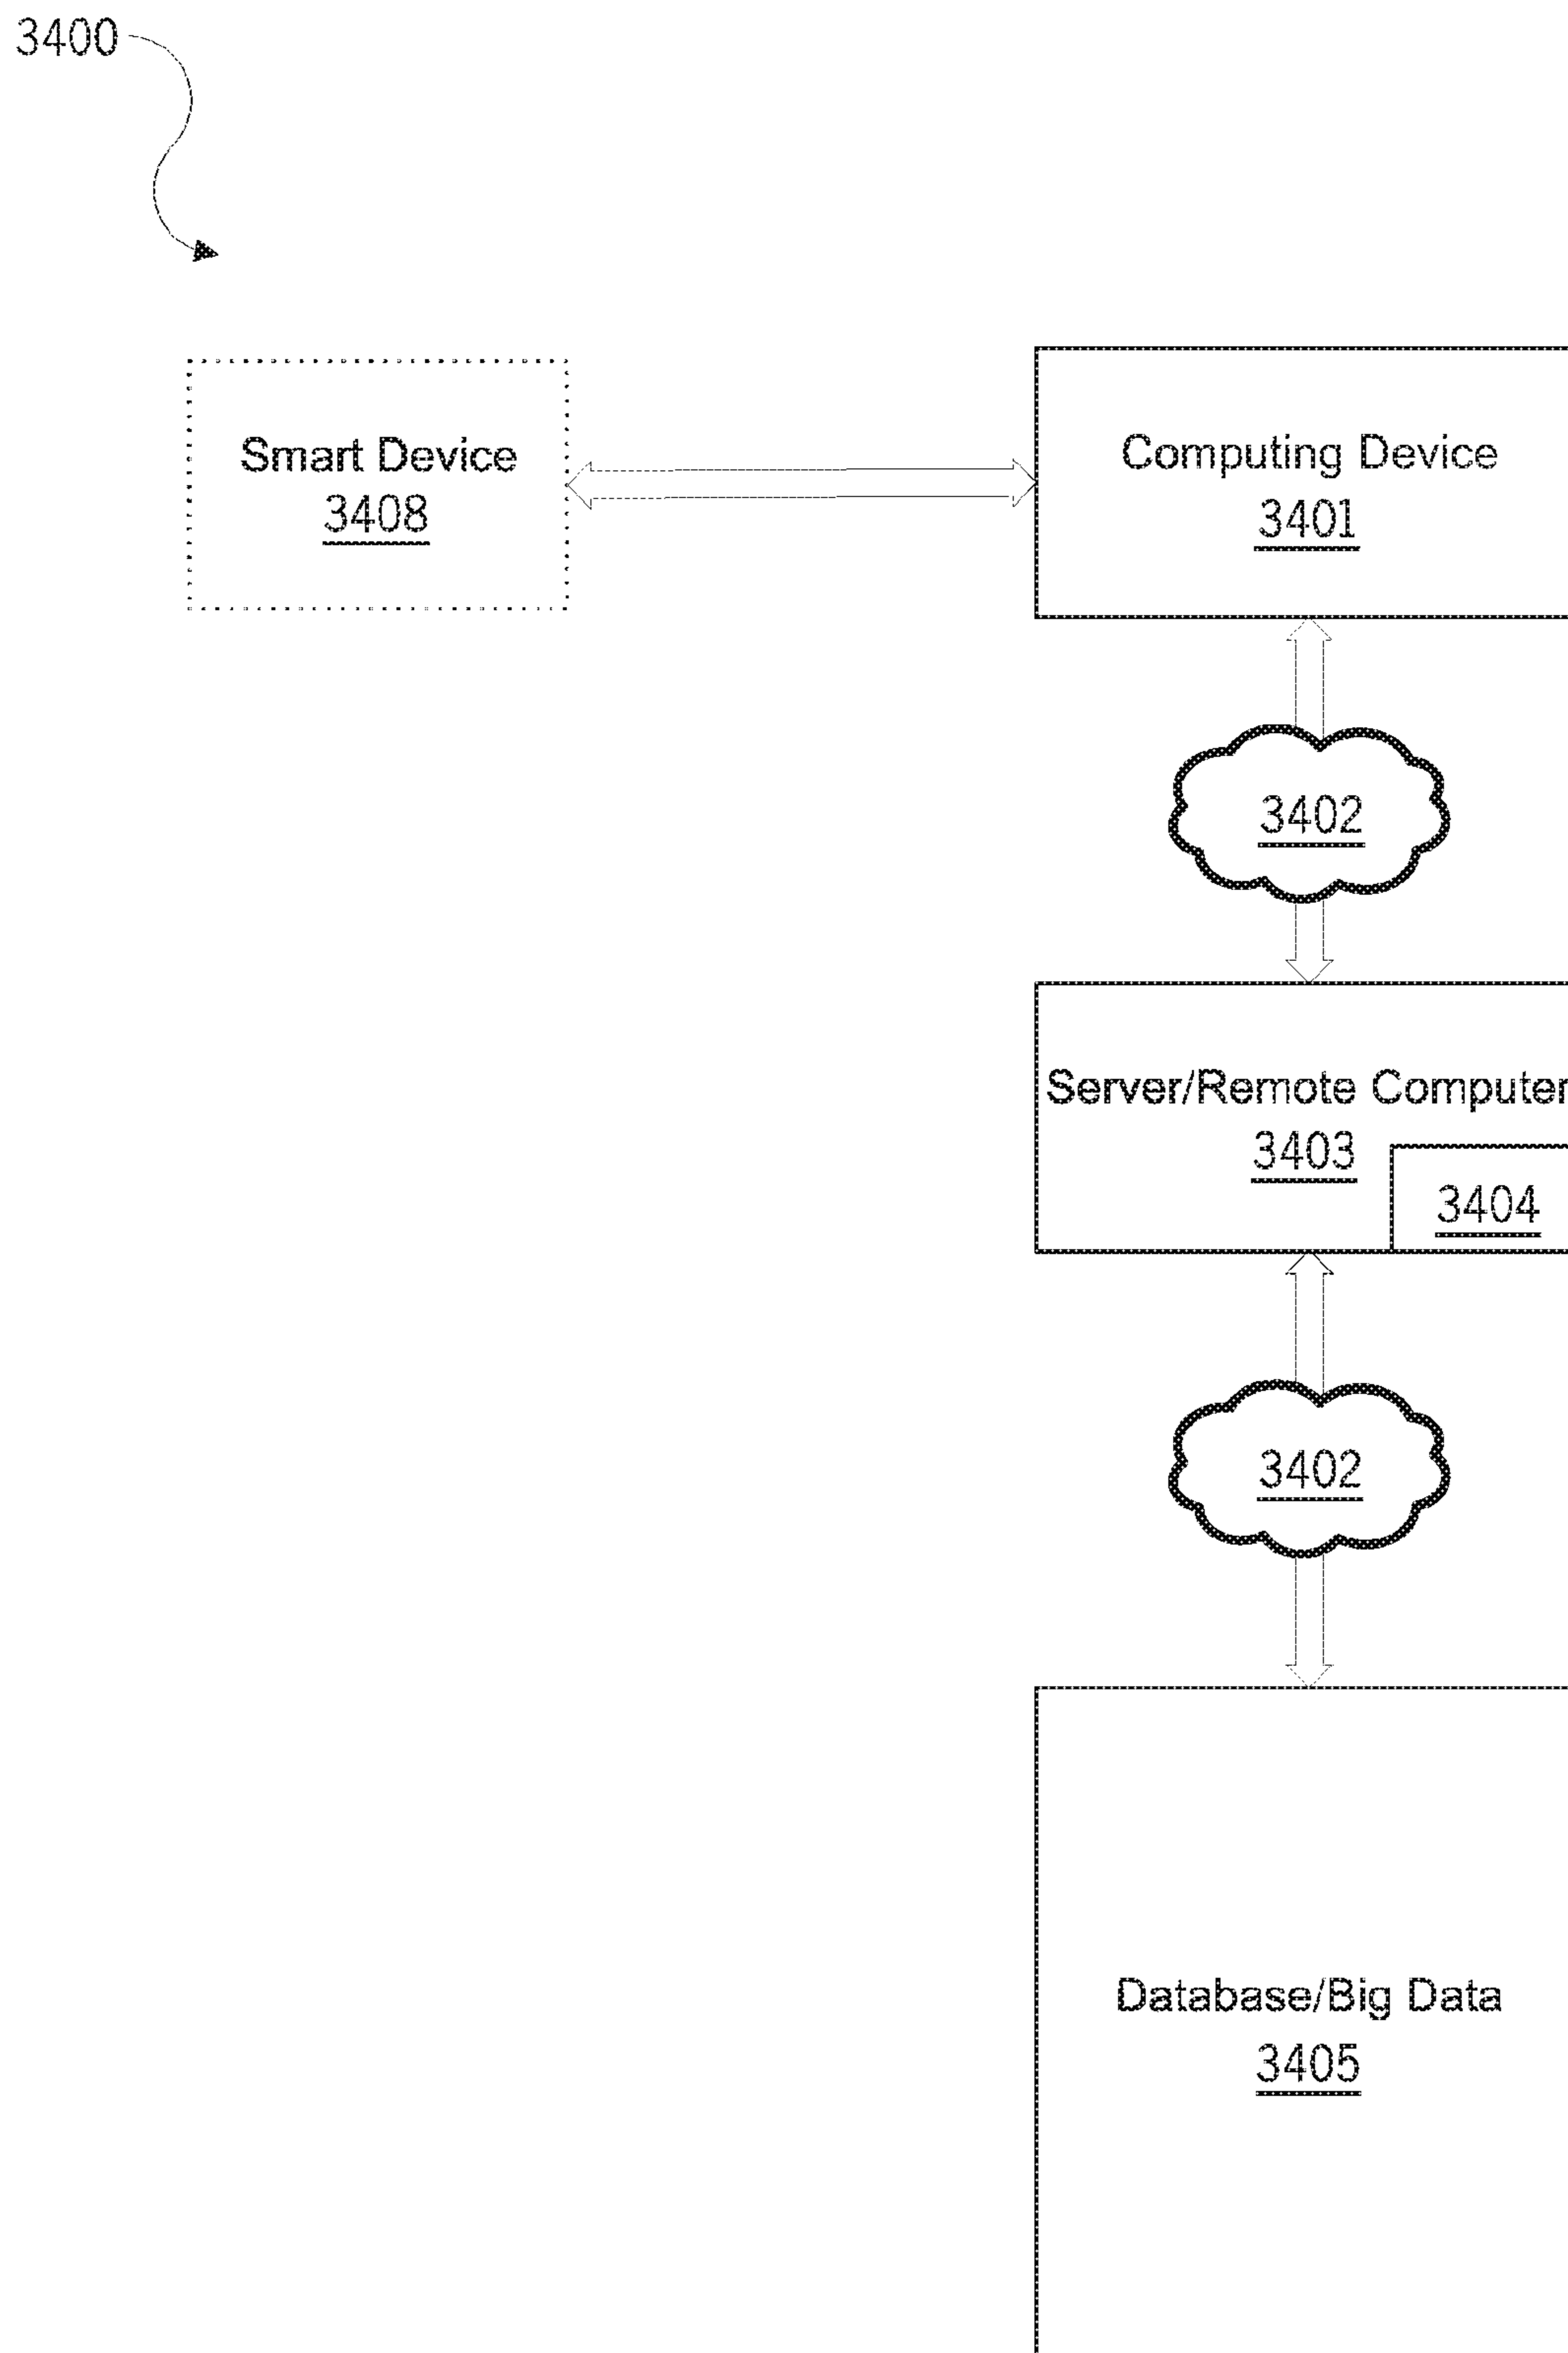 3400
Smart Device
3408
Computing Device
3401
3402
Server/Remote Computer
3403
3404
3402
Database/Big Data
3405